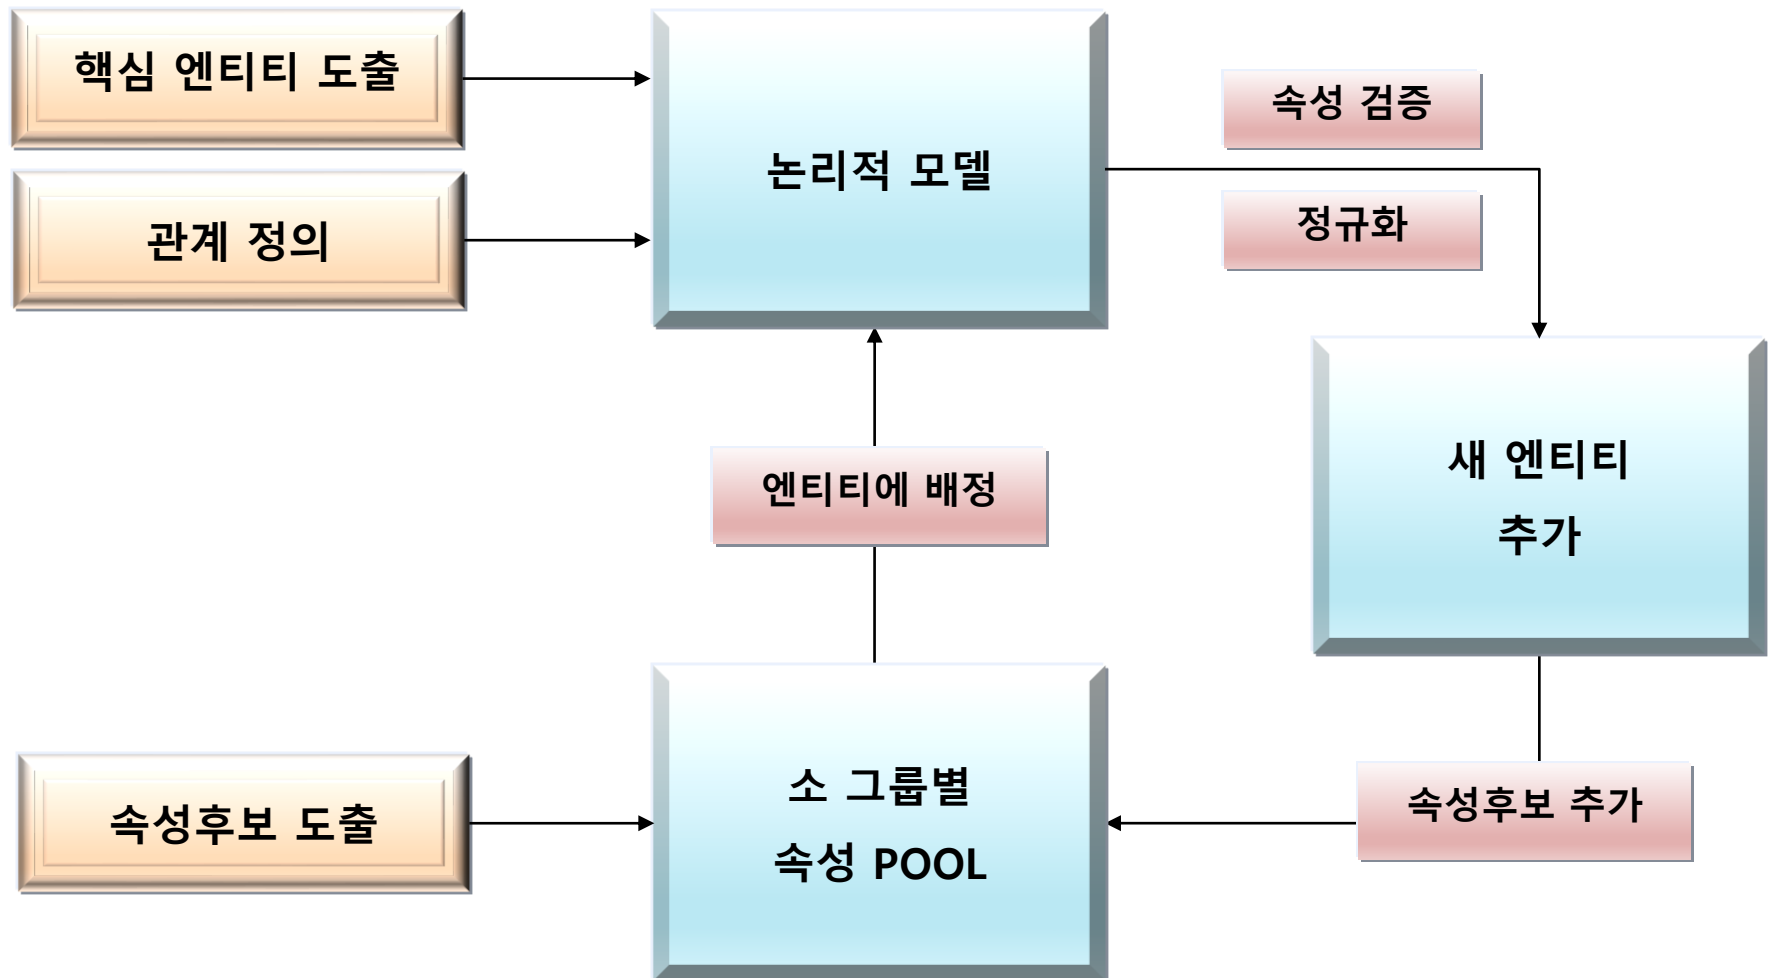 핵심 엔티티 도출
관계 정의
논리적 모델
속성 검증
정규화
새 엔티티
추가
엔티티에 배정
소 그룹별
속성 POOL
속성후보 도출
속성후보 추가